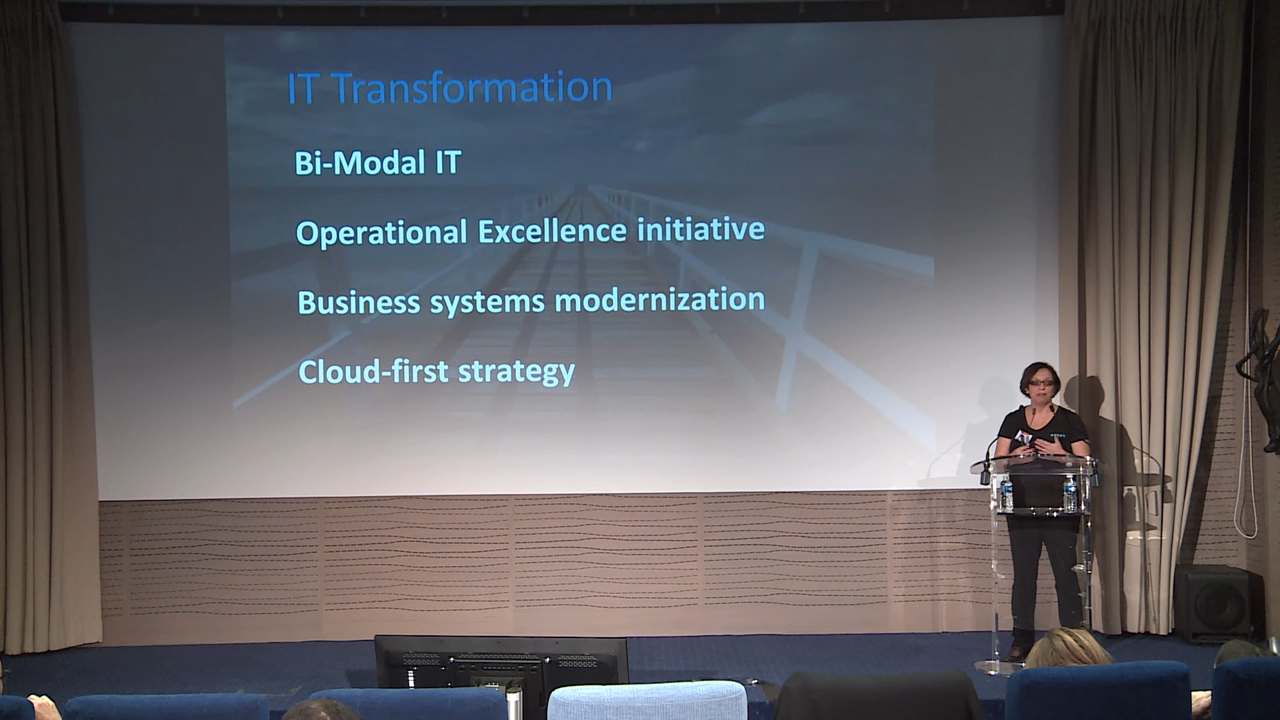 IT Transformation
Bi-Modal IT
Operational Excellence initiative
Business systems modernization
Cloud-first strategy